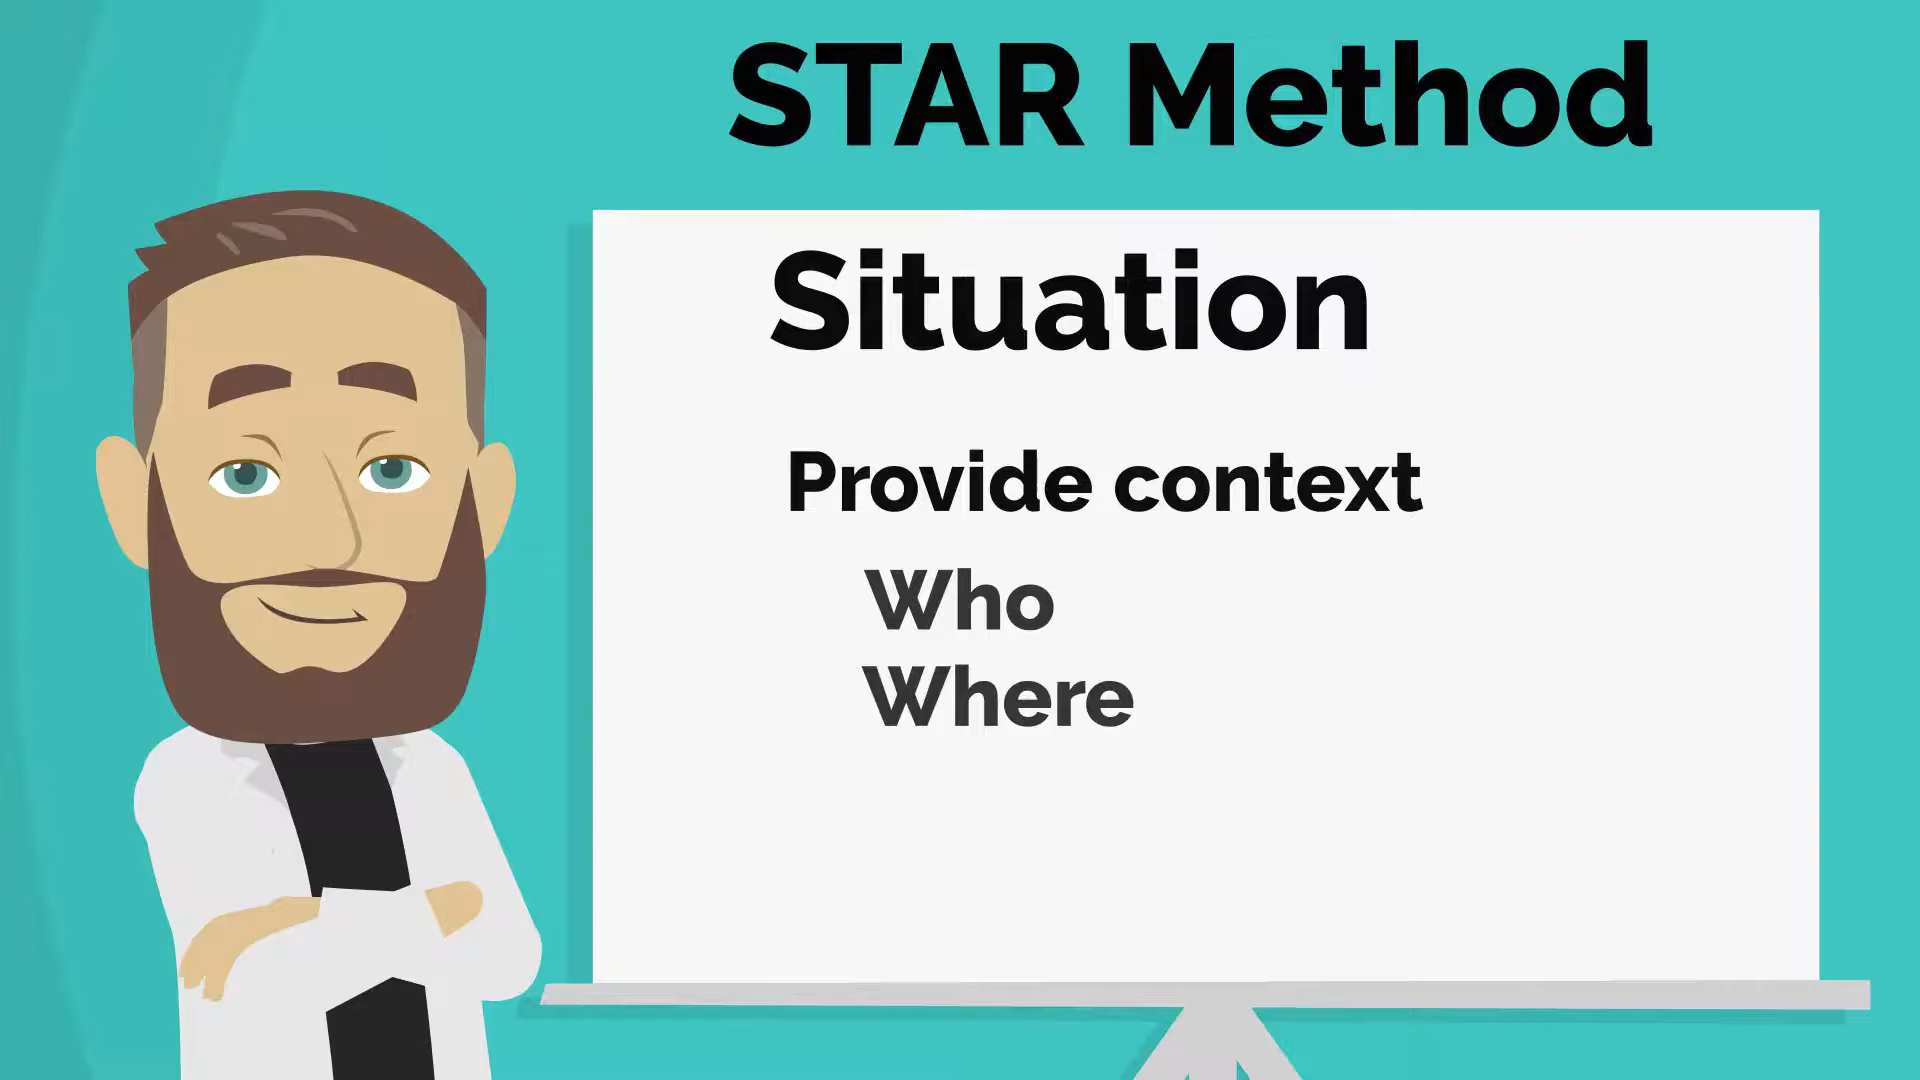 STAR Method
Situation
Provide context
Who
Where